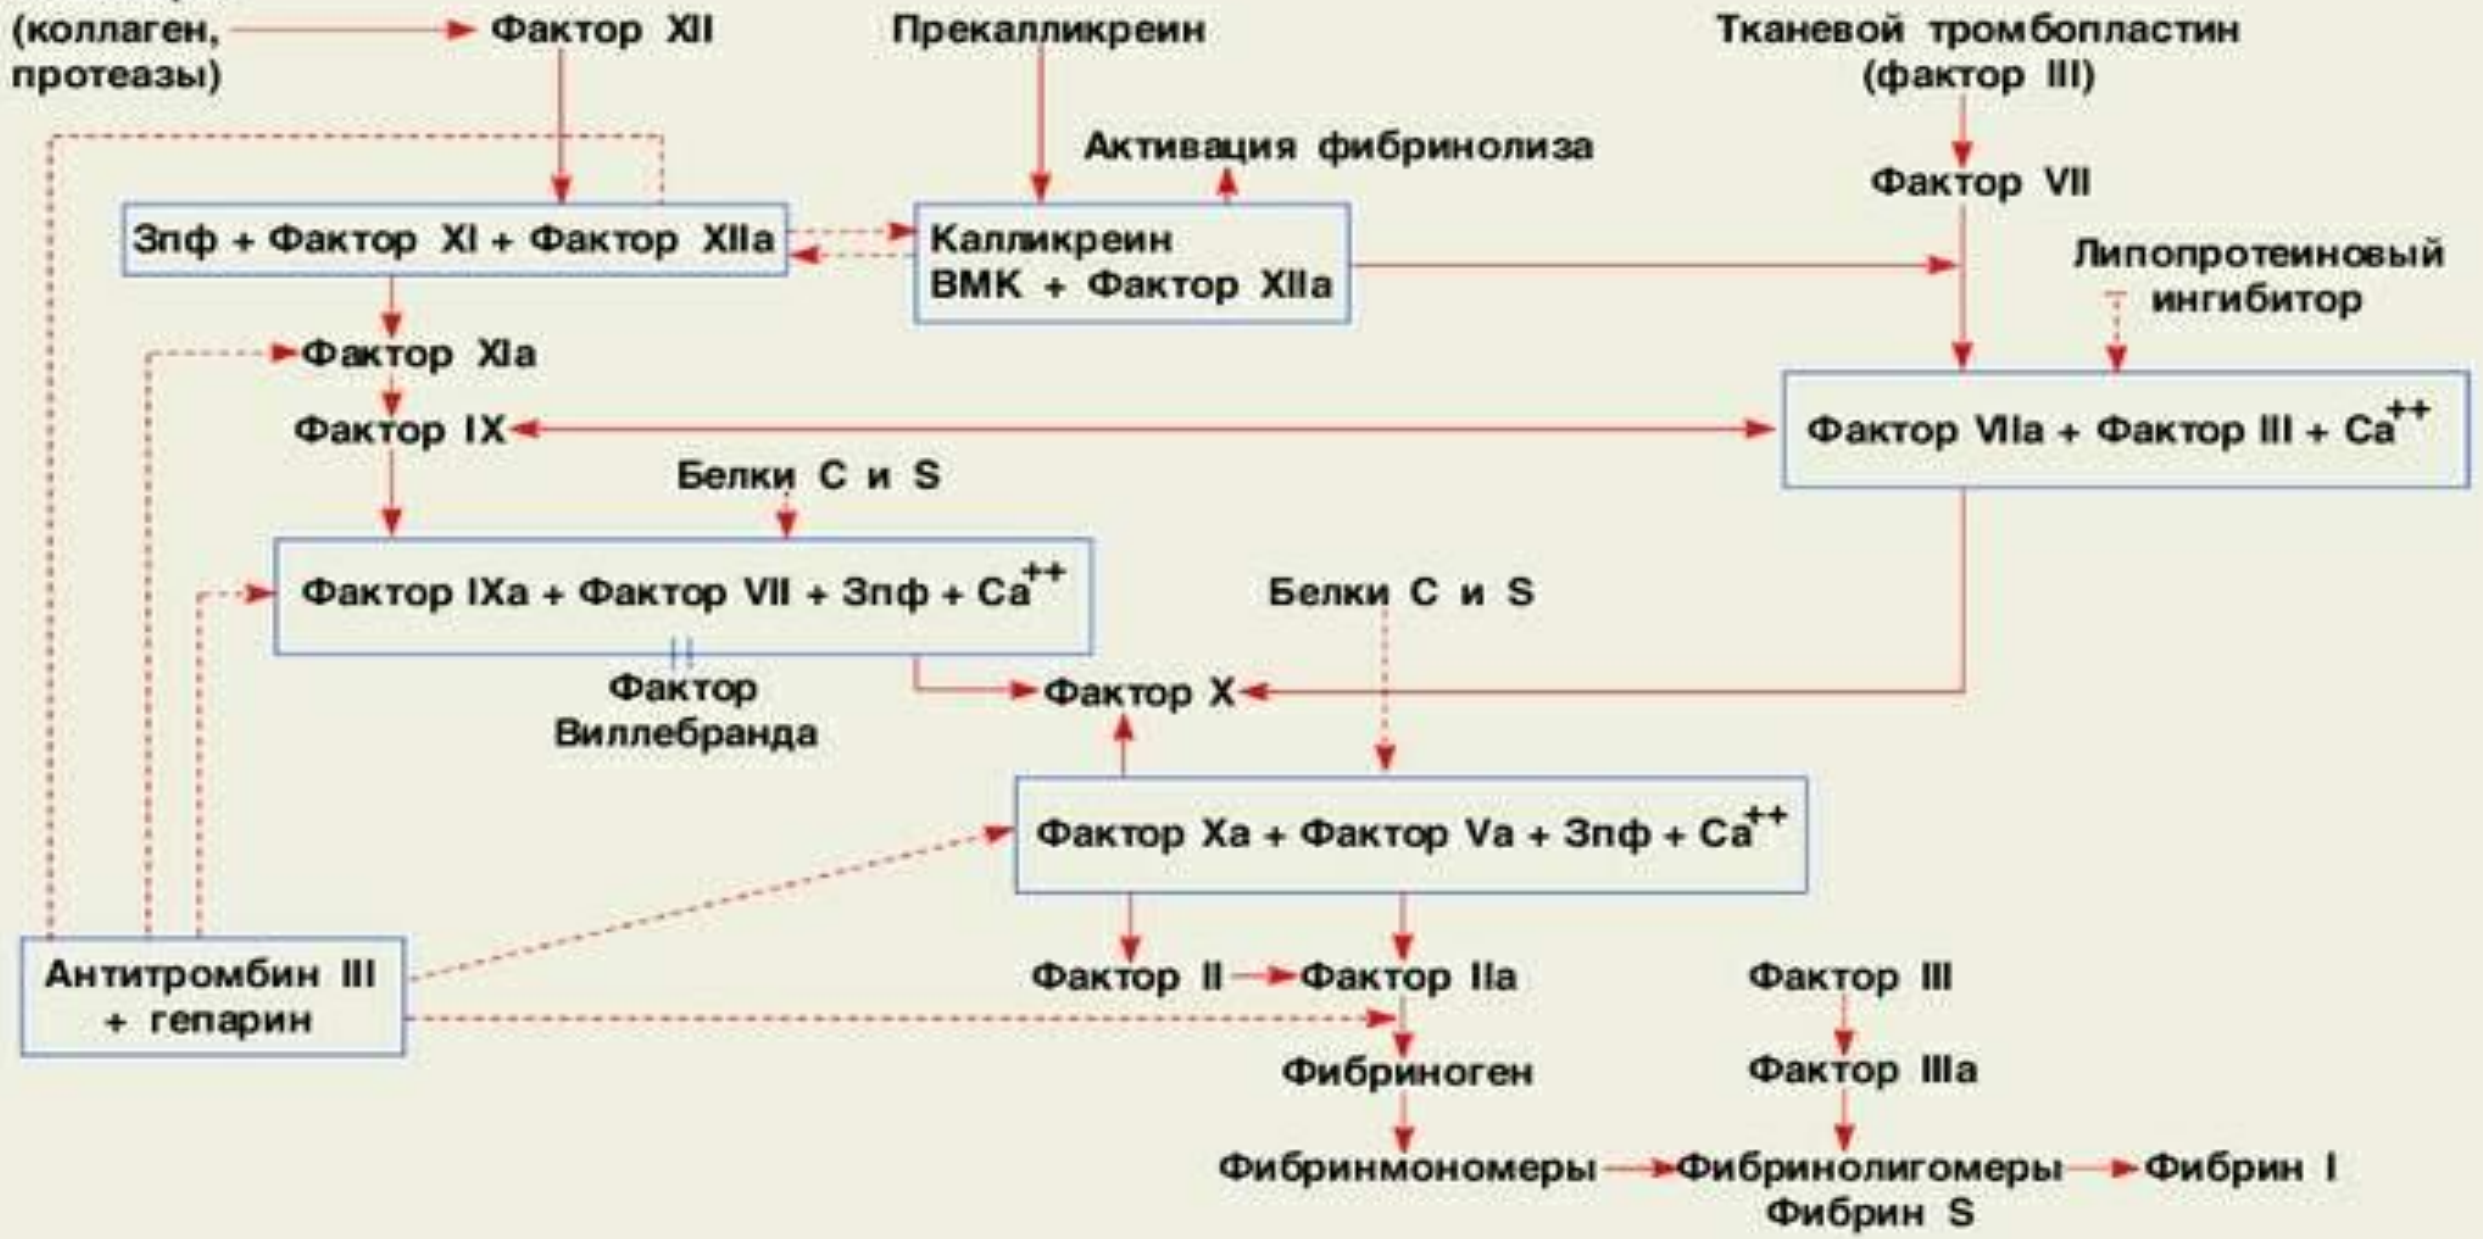 (коллаген,
протеазы)
Фактор XII
Прекалликреин
Тканевой тромбопластин
(фактор III)
Активация фибринолиза
Фактор VII
3пф + Фактор XI + Фактор XIIa
Калликреин
ВМК + Фактор XIIa
Липопротеиновый
ингибитор
Фактор XIa
Фактор IX
Фактор VIIa + Фактор III + Ca++
Белки C и S
Фактор IXa + Фактор VII + 3пф + Ca++
Белки C и S
Фактор
Виллебранда
Фактор X
Фактор Xa + Фактор Va + 3пф + Ca++
Антитромбин III
+ гепарин
Фактор II
Фактор IIa
Фактор III
Фибриноген
Фактор IIIa
Фибринмономеры
Фибринолигомеры
Фибрин S
Фибрин I